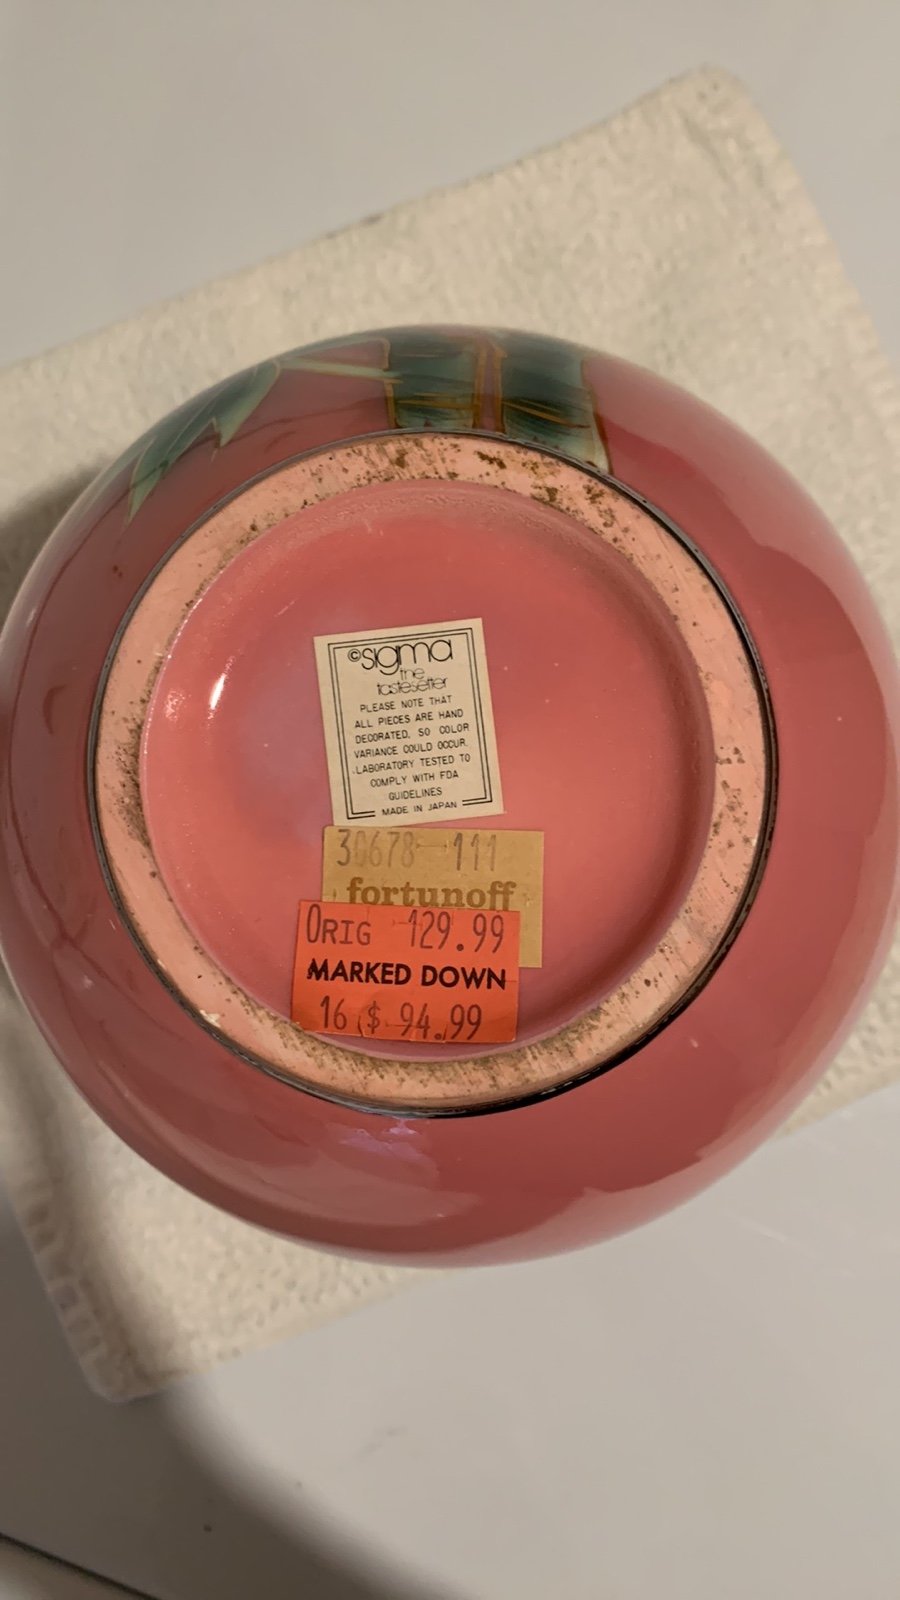 ©sigma
the
tastesetter
PLEASE NOTE THAT
ALL PIECES ARE HAND
DECORATED, SO COLOR
VARIANCE COULD OCCUR.
LABORATORY TESTED TO
COMPLY WITH FDA
GUIDELINES
MADE IN JAPAN
30678 111
fortunoff
ORIG 129.99
MARKED DOWN
16 $ 94.99